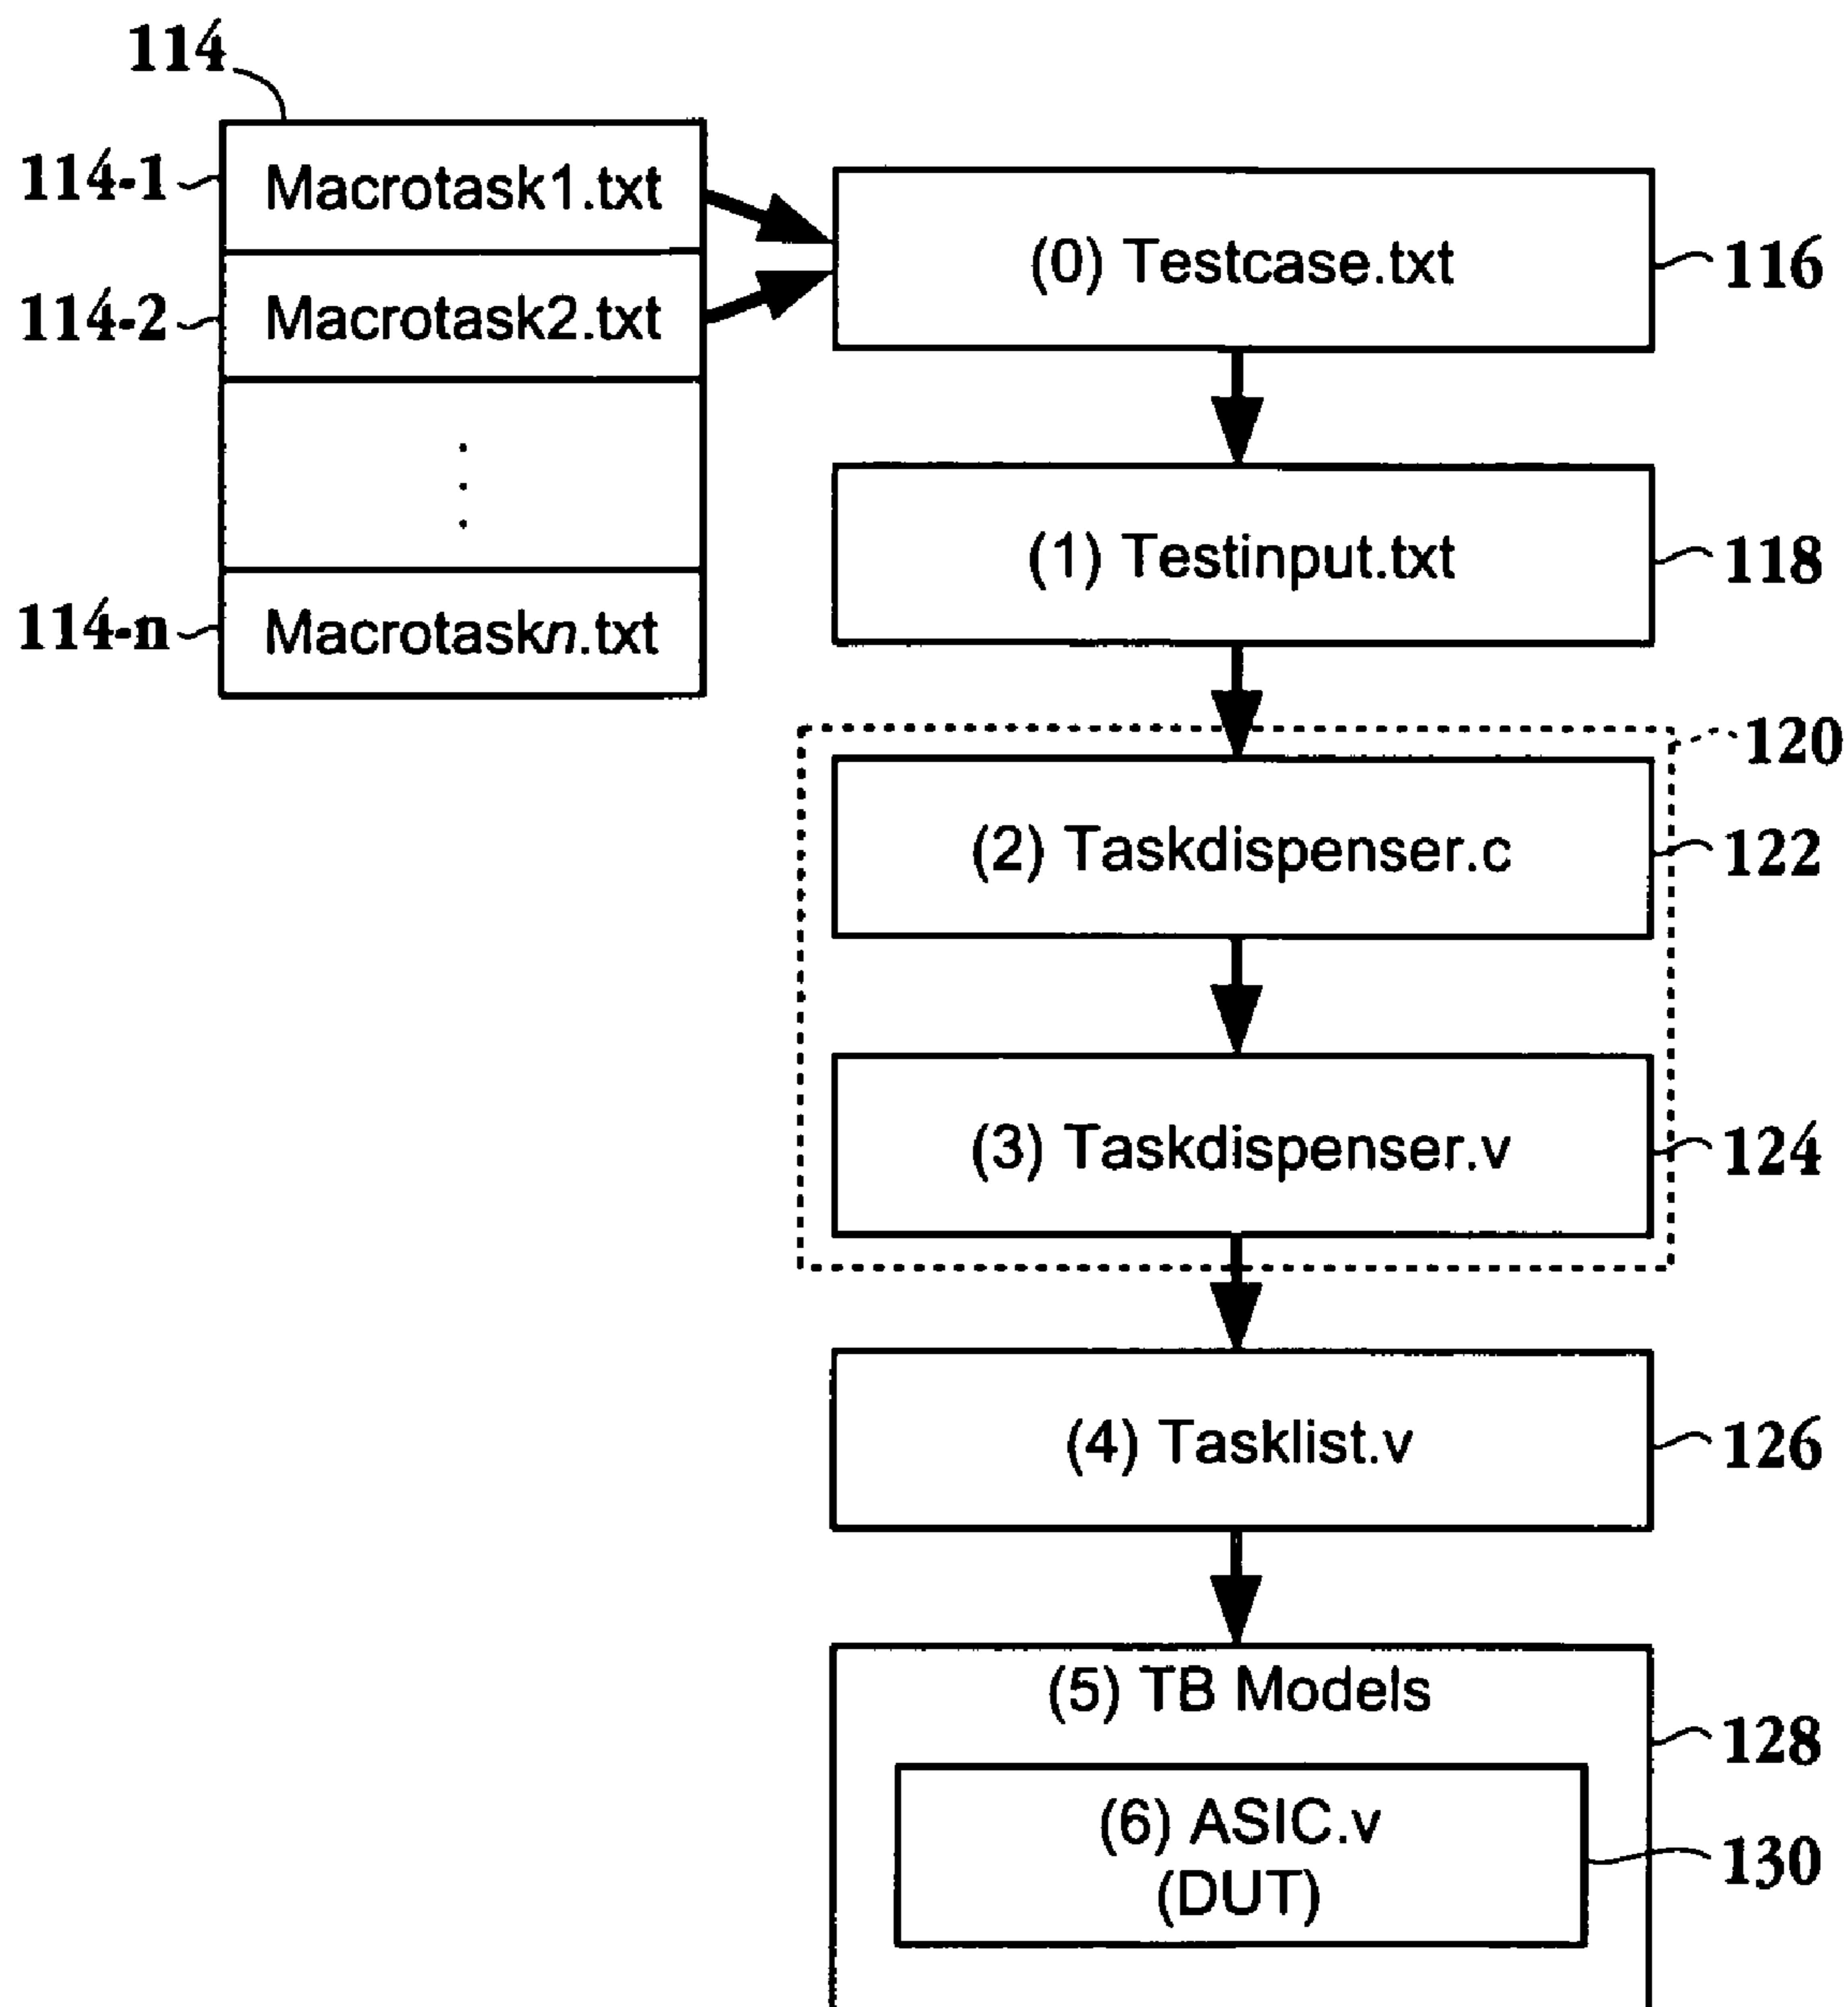 114
114-1
Macrotask1.txt
114-2
Macrotask2.txt
114-n
Macrotaskn.txt
(0) Testcase.txt
116
(1) Testinput.txt
118
120
(2) Taskdispenser.c
122
(3) Taskdispenser.v
124
(4) Tasklist.v
126
(5) TB Models
128
(6) ASIC.v
(DUT)
130